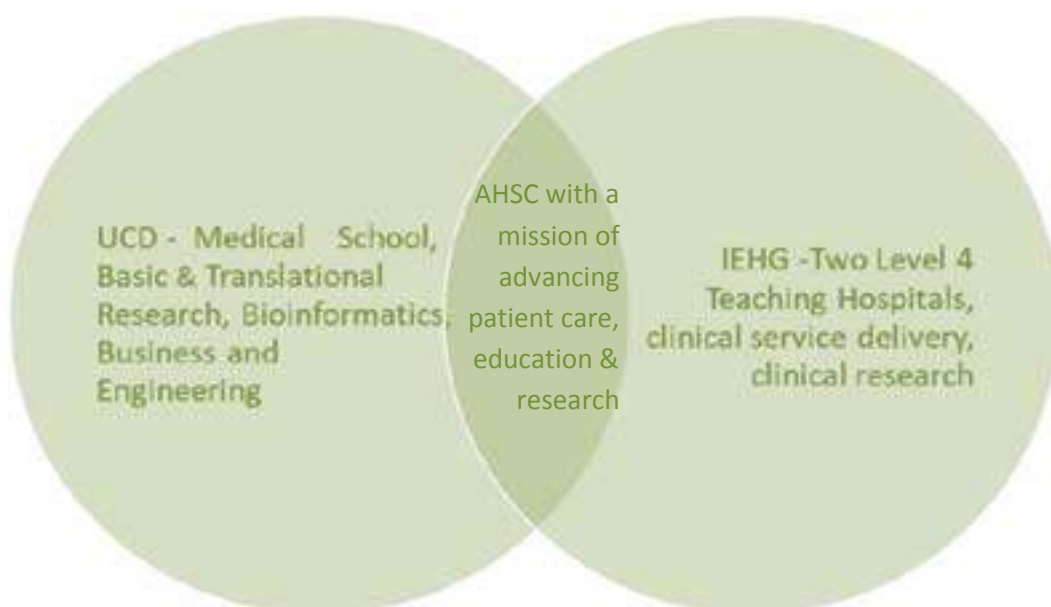 UCD - Medical School,
Basic & Translational
Research, Bioinformatics,
Business and
Engineering
AHSC with a
mission of
advancing
patient care,
education &
research
IEHG -Two Level 4
Teaching Hospitals,
clinical service delivery,
clinical research